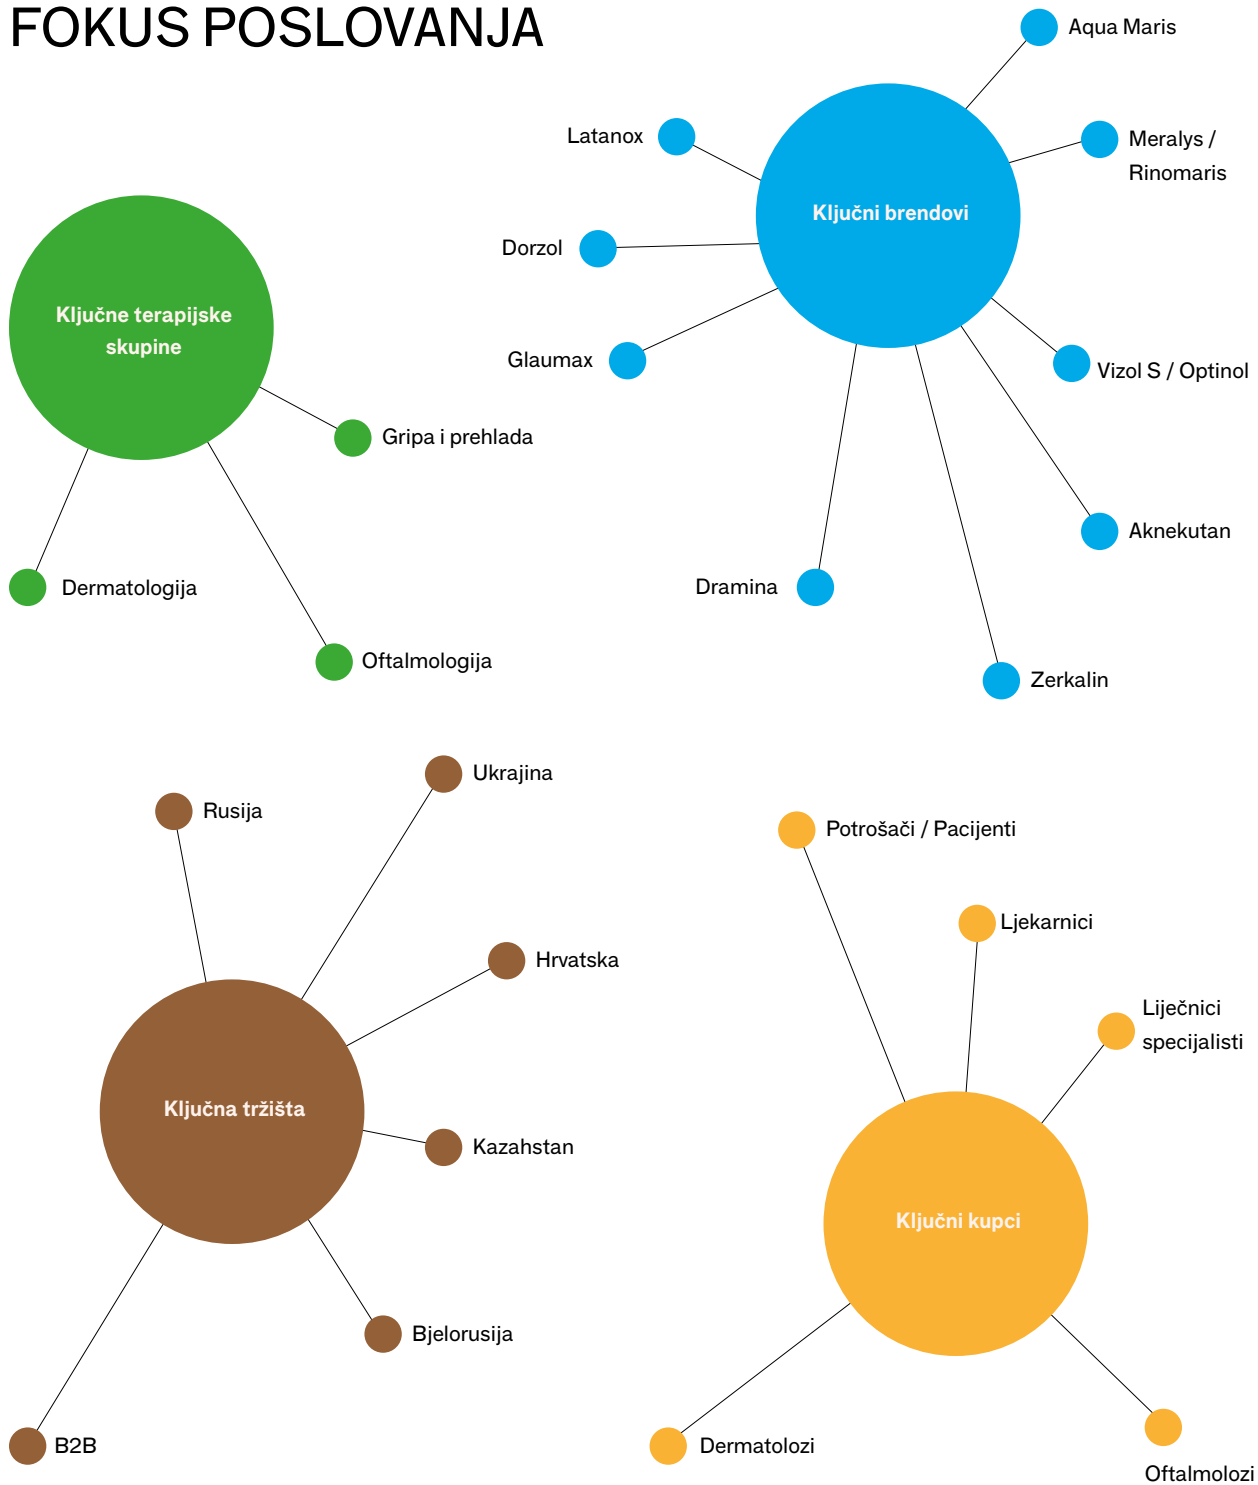 FOKUS POSLOVANJA
Ključne terapijske
skupine
Gripa i prehlada
Dermatologija
Oftalmologija
Ključni brendovi
Aqua Maris
Meralys /
Rinomaris
Latanox
Dorzol
Glaumax
Vizol S / Optinol
Aknekutan
Dramina
Zerkalin
Ključna tržišta
Ukrajina
Rusija
Hrvatska
Kazahstan
Bjelorusija
B2B
Ključni kupci
Potrošači / Pacijenti
Ljekarnici
Liječnici
specijalisti
Dermatolozi
Oftalmolozi